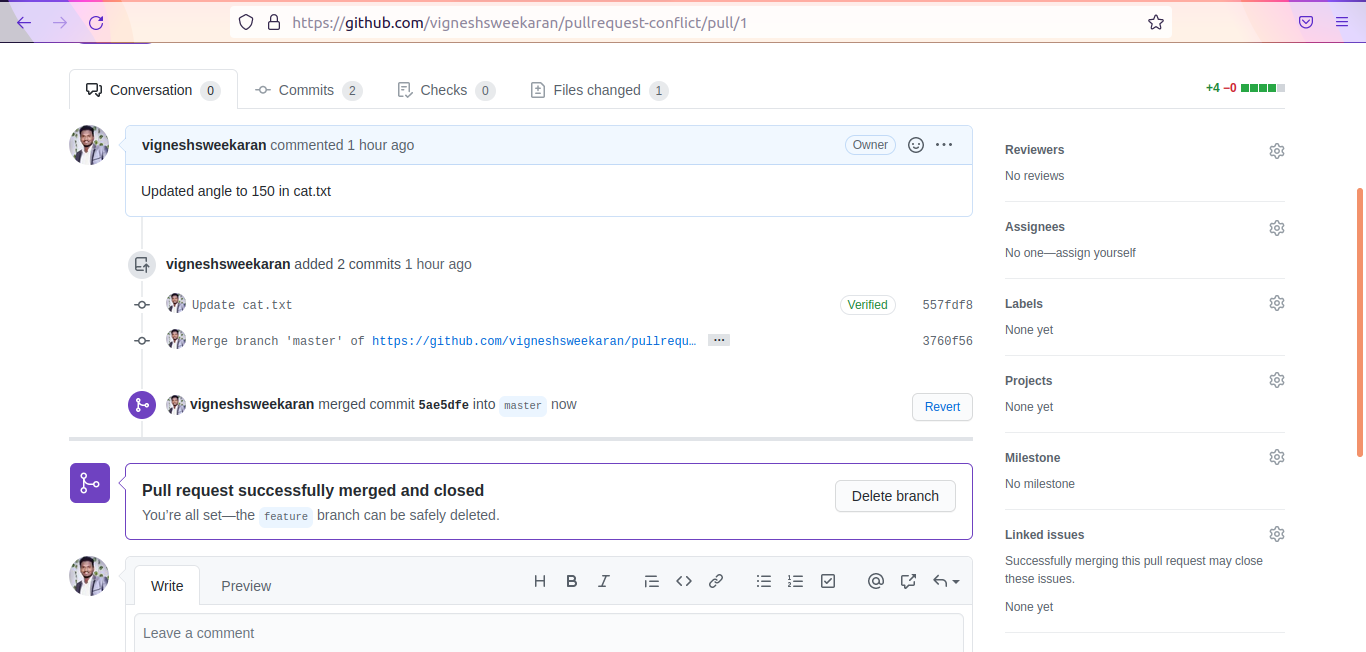 https://github.com/vigneshsweekaran/pullrequest-conflict/pull/1
Conversation 0 Commits 2 Checks 0 Files changed 1 +4 −0
vigneshsweekaran commented 1 hour ago Owner
Updated angle to 150 in cat.txt
vigneshsweekaran added 2 commits 1 hour ago
Update cat.txt Verified 557fdf8
Merge branch 'master' of https://github.com/vigneshsweekaran/pullrequ… … 3760f56
vigneshsweekaran merged commit 5ae5dfe into master now Revert
Pull request successfully merged and closed
You're all set—the feature branch can be safely deleted.
Delete branch
Write Preview
Leave a comment
Reviewers
No reviews
Assignees
No one—assign yourself
Labels
None yet
Projects
None yet
Milestone
No milestone
Linked issues
Successfully merging this pull request may close
these issues.
None yet